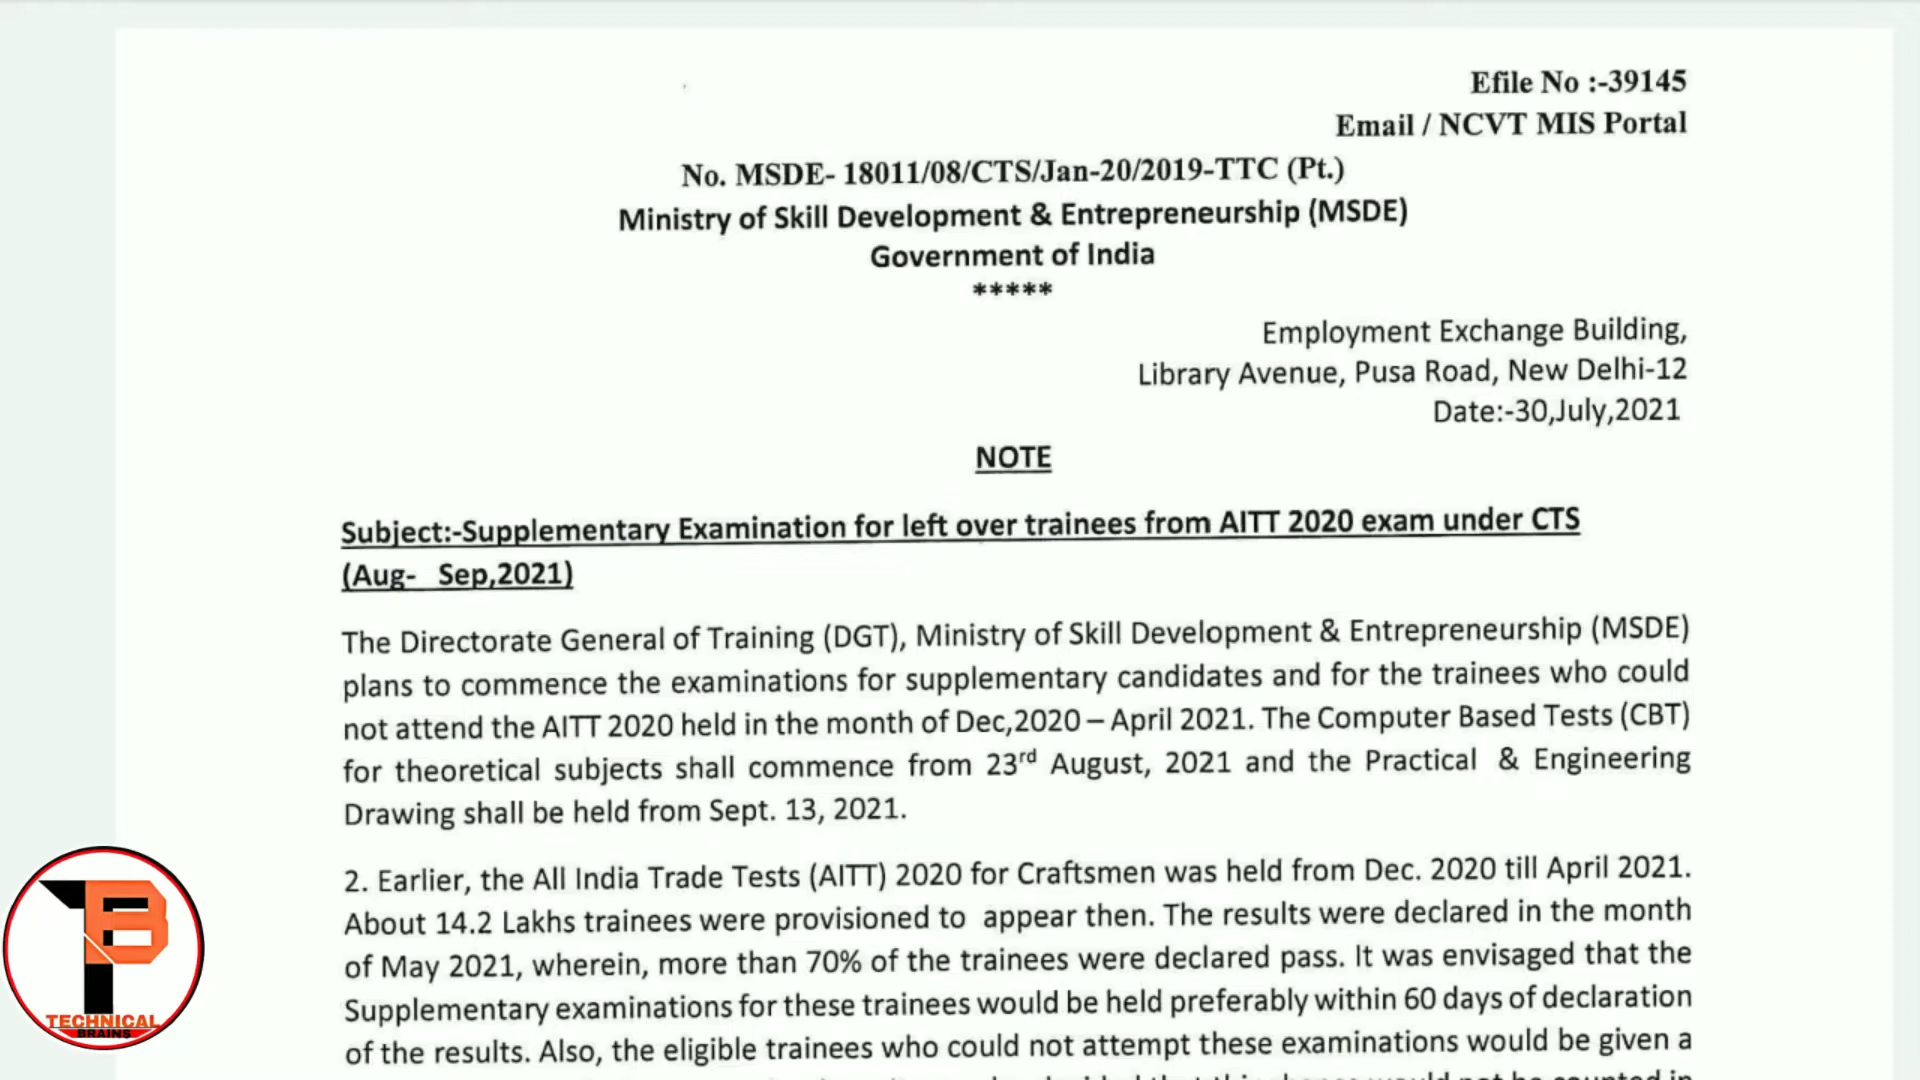 Efile No :-39145
Email / NCVT MIS Portal
No. MSDE- 18011/08/CTS/Jan-20/2019-TTC (Pt.)
Ministry of Skill Development & Entrepreneurship (MSDE)
Government of India
*****
Employment Exchange Building,
Library Avenue, Pusa Road, New Delhi-12
Date:-30,July,2021
NOTE
Subject:-Supplementary Examination for left over trainees from AITT 2020 exam under CTS
(Aug- Sep,2021)
The Directorate General of Training (DGT), Ministry of Skill Development & Entrepreneurship (MSDE)
plans to commence the examinations for supplementary candidates and for the trainees who could
not attend the AITT 2020 held in the month of Dec,2020 – April 2021. The Computer Based Tests (CBT)
for theoretical subjects shall commence from 23rd August, 2021 and the Practical & Engineering
Drawing shall be held from Sept. 13, 2021.
2. Earlier, the All India Trade Tests (AITT) 2020 for Craftsmen was held from Dec. 2020 till April 2021.
About 14.2 Lakhs trainees were provisioned to appear then. The results were declared in the month
of May 2021, wherein, more than 70% of the trainees were declared pass. It was envisaged that the
Supplementary examinations for these trainees would be held preferably within 60 days of declaration
of the results. Also, the eligible trainees who could not attempt these examinations would be given a
TB
TECHNICAL
BRAINS